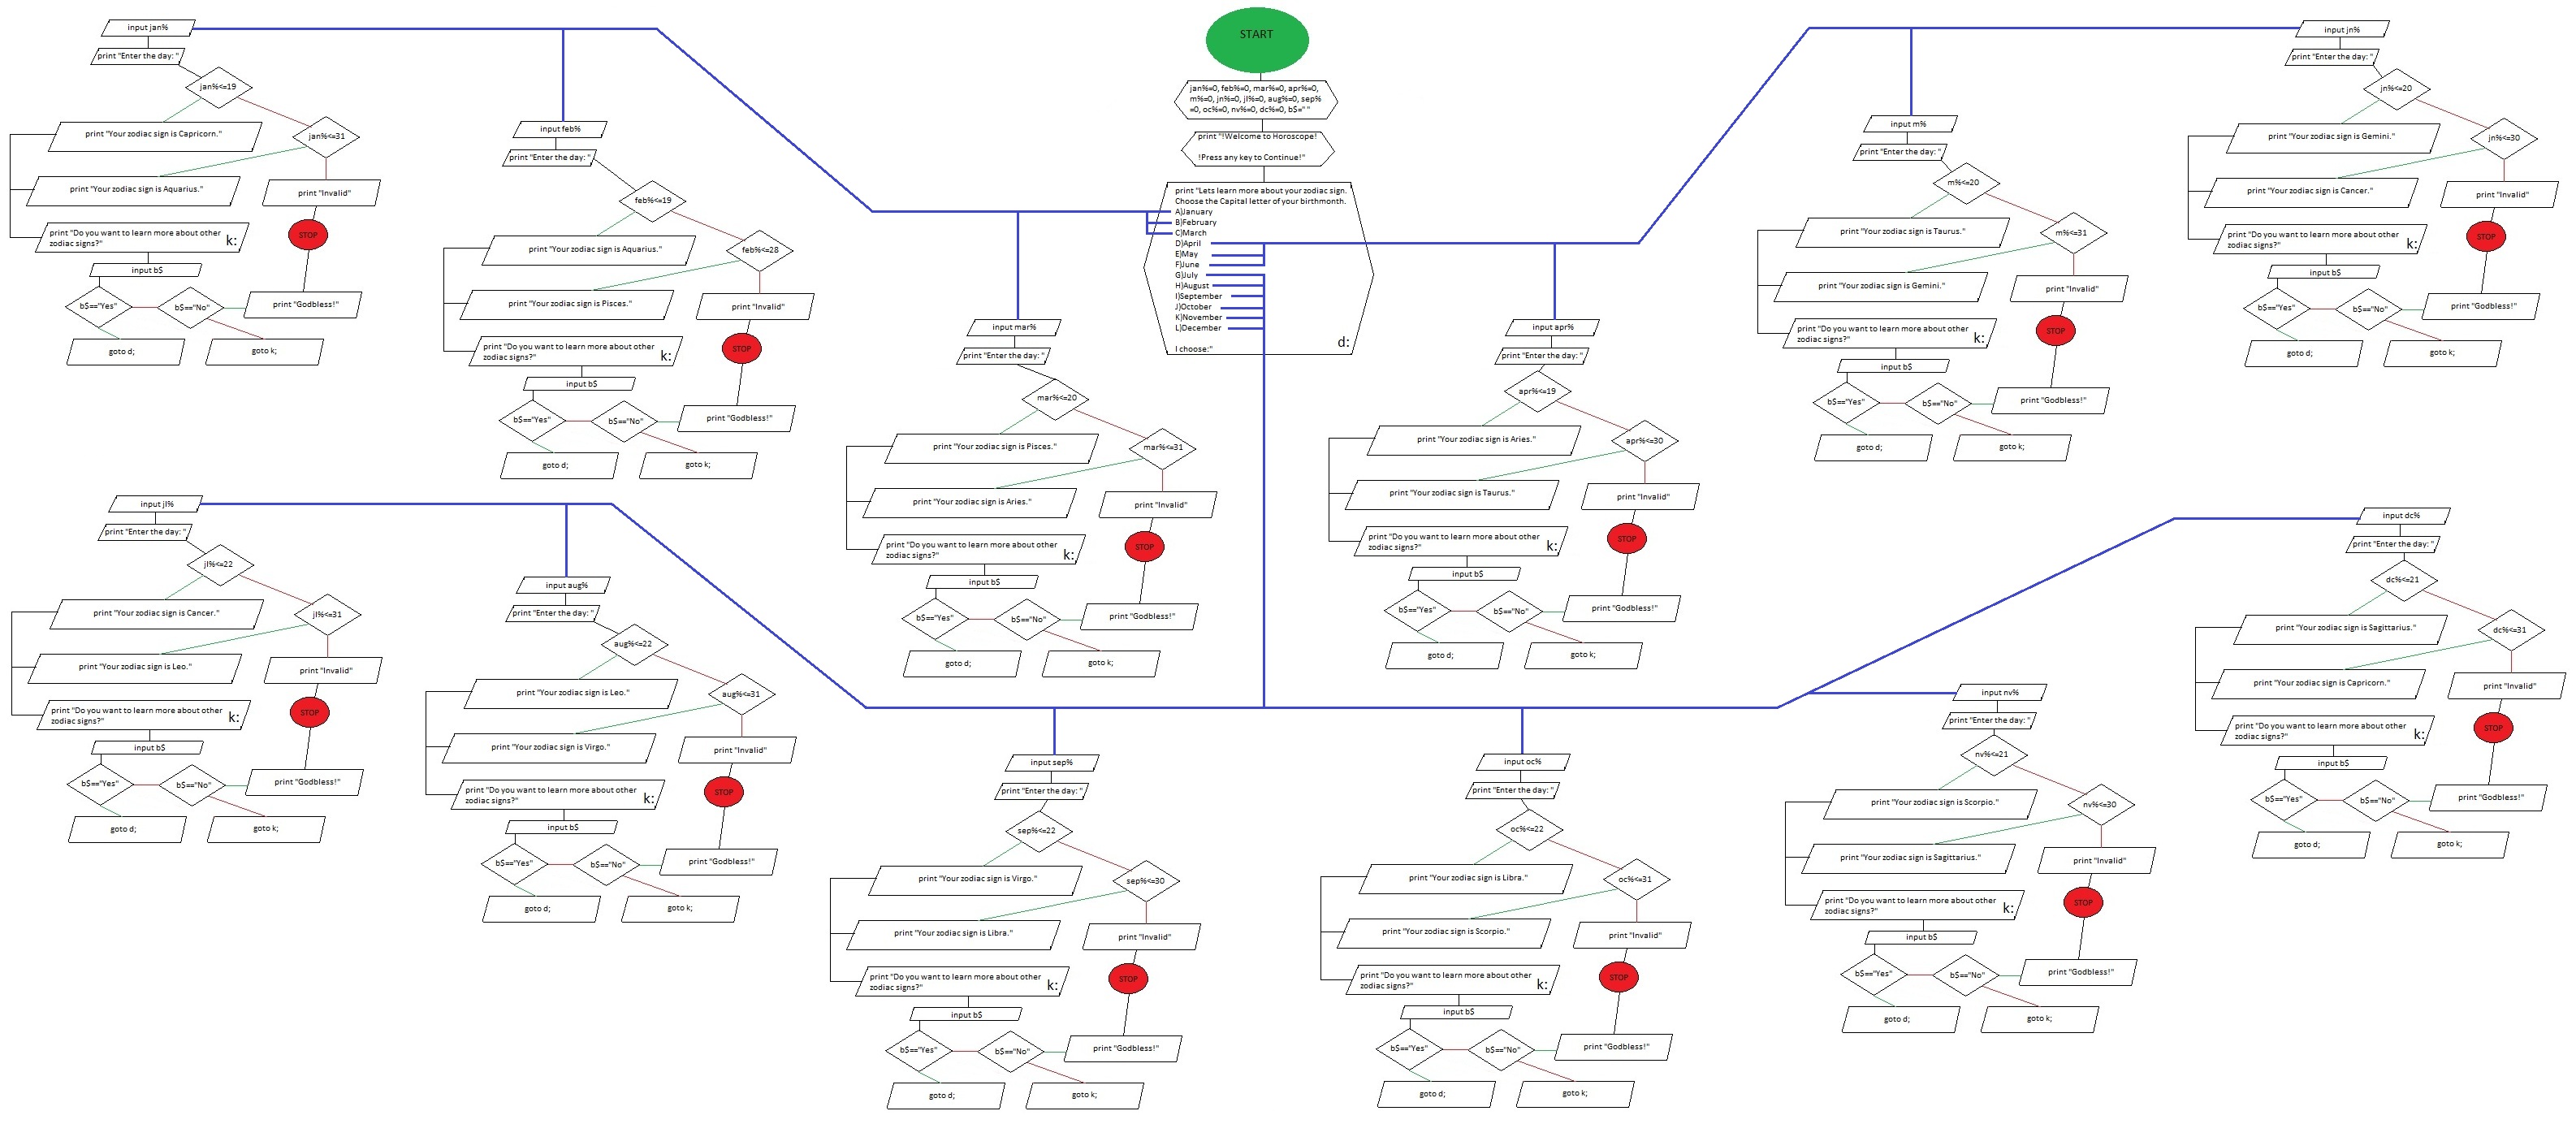 START
jan%=0, feb%=0, mar%=0, apr%=0,
m%=0, jn%=0, jl%=0, aug%=0, sep%
=0, oc%=0, nv%=0, dc%=0, b$=" "
print "!Welcome to Horoscope!
!Press any key to Continue!"
print "Lets learn more about your zodiac sign.
Choose the Capital letter of your birthmonth.
A)January
B)February
C)March
D)April
E)May
F)June
G)July
H)August
I)September
J)October
K)November
L)December
I choose:"
d:
input jan%
print "Enter the day: "
jan%<=19
print "Your zodiac sign is Capricorn."
jan%<=31
print "Your zodiac sign is Aquarius."
print "Invalid"
STOP
print "Do you want to learn more about other
zodiac signs?"
k:
input b$
b$=="Yes"
b$=="No"
print "Godbless!"
goto d;
goto k;
input feb%
print "Enter the day: "
feb%<=19
print "Your zodiac sign is Aquarius."
feb%<=28
print "Your zodiac sign is Pisces."
print "Invalid"
STOP
print "Do you want to learn more about other
zodiac signs?"
k:
input b$
b$=="Yes"
b$=="No"
print "Godbless!"
goto d;
goto k;
input mar%
print "Enter the day: "
mar%<=20
print "Your zodiac sign is Pisces."
mar%<=31
print "Your zodiac sign is Aries."
print "Invalid"
STOP
print "Do you want to learn more about other
zodiac signs?"
k:
input b$
b$=="Yes"
b$=="No"
print "Godbless!"
goto d;
goto k;
input apr%
print "Enter the day: "
apr%<=19
print "Your zodiac sign is Aries."
apr%<=30
print "Your zodiac sign is Taurus."
print "Invalid"
STOP
print "Do you want to learn more about other
zodiac signs?"
k:
input b$
b$=="Yes"
b$=="No"
print "Godbless!"
goto d;
goto k;
input m%
print "Enter the day: "
m%<=20
print "Your zodiac sign is Taurus."
m%<=31
print "Your zodiac sign is Gemini."
print "Invalid"
STOP
print "Do you want to learn more about other
zodiac signs?"
k:
input b$
b$=="Yes"
b$=="No"
print "Godbless!"
goto d;
goto k;
input jn%
print "Enter the day: "
jn%<=20
print "Your zodiac sign is Gemini."
jn%<=30
print "Your zodiac sign is Cancer."
print "Invalid"
STOP
print "Do you want to learn more about other
zodiac signs?"
k:
input b$
b$=="Yes"
b$=="No"
print "Godbless!"
goto d;
goto k;
input jl%
print "Enter the day: "
jl%<=22
print "Your zodiac sign is Cancer."
jl%<=31
print "Your zodiac sign is Leo."
print "Invalid"
STOP
print "Do you want to learn more about other
zodiac signs?"
k:
input b$
b$=="Yes"
b$=="No"
print "Godbless!"
goto d;
goto k;
input aug%
print "Enter the day: "
aug%<=22
print "Your zodiac sign is Leo."
aug%<=31
print "Your zodiac sign is Virgo."
print "Invalid"
STOP
print "Do you want to learn more about other
zodiac signs?"
k:
input b$
b$=="Yes"
b$=="No"
print "Godbless!"
goto d;
goto k;
input sep%
print "Enter the day: "
sep%<=22
print "Your zodiac sign is Virgo."
sep%<=30
print "Your zodiac sign is Libra."
print "Invalid"
STOP
print "Do you want to learn more about other
zodiac signs?"
k:
input b$
b$=="Yes"
b$=="No"
print "Godbless!"
goto d;
goto k;
input oc%
print "Enter the day: "
oc%<=22
print "Your zodiac sign is Libra."
oc%<=31
print "Your zodiac sign is Scorpio."
print "Invalid"
STOP
print "Do you want to learn more about other
zodiac signs?"
k:
input b$
b$=="Yes"
b$=="No"
print "Godbless!"
goto d;
goto k;
input nv%
print "Enter the day: "
nv%<=21
print "Your zodiac sign is Scorpio."
nv%<=30
print "Your zodiac sign is Sagittarius."
print "Invalid"
STOP
print "Do you want to learn more about other
zodiac signs?"
k:
input b$
b$=="Yes"
b$=="No"
print "Godbless!"
goto d;
goto k;
input dc%
print "Enter the day: "
dc%<=21
print "Your zodiac sign is Sagittarius."
dc%<=31
print "Your zodiac sign is Capricorn."
print "Invalid"
STOP
print "Do you want to learn more about other
zodiac signs?"
k:
input b$
b$=="Yes"
b$=="No"
print "Godbless!"
goto d;
goto k;